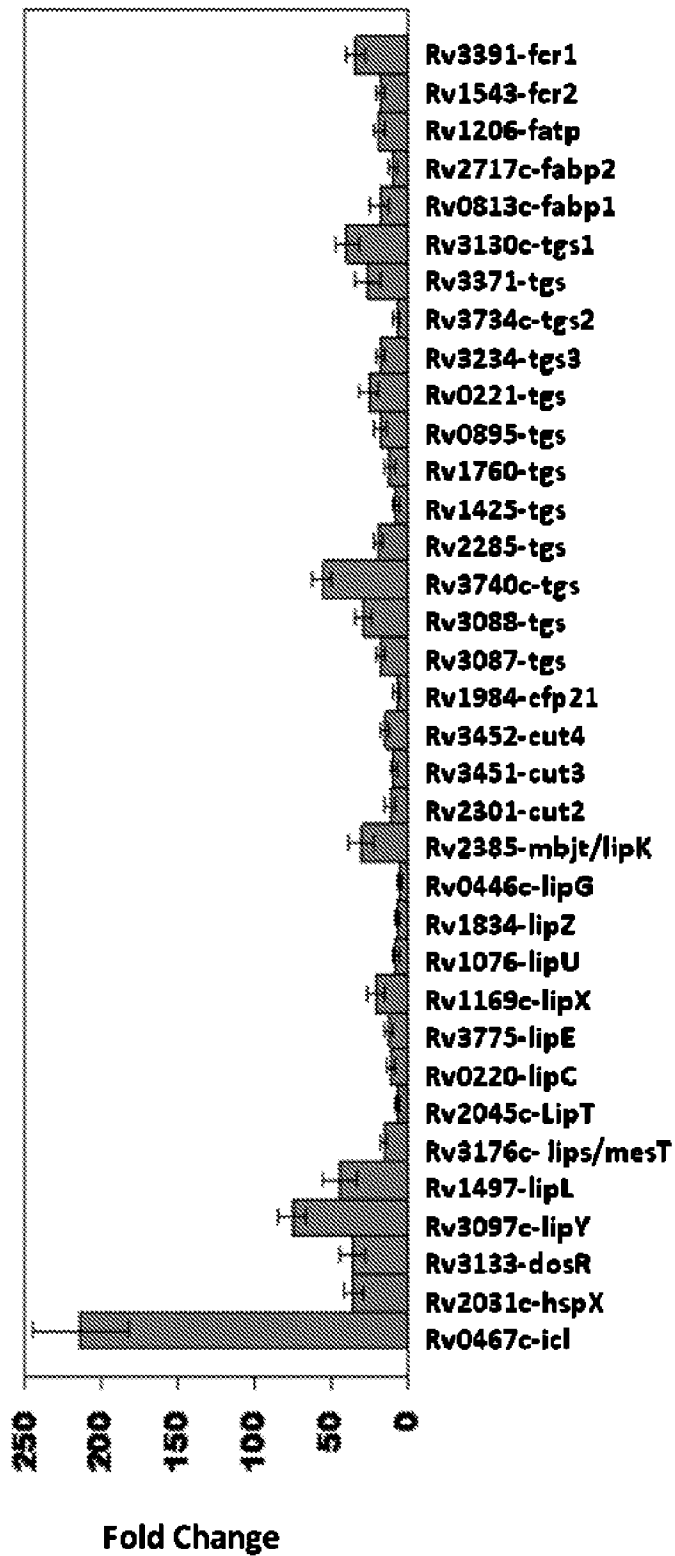 Rv3391-fcr1
Rv1543-fcr2
Rv1206-fatp
Rv2717c-fabp2
Rv0813c-fabp1
Rv3130c-tgs1
Rv3371-tgs
Rv3734c-tgs2
Rv3234-tgs3
Rv0221-tgs
Rv0895-tgs
Rv1760-tgs
Rv1425-tgs
Rv2285-tgs
Rv3740c-tgs
Rv3088-tgs
Rv3087-tgs
Rv1984-cfp21
Rv3452-cut4
Rv3451-cut3
Rv2301-cut2
Rv2385-mbjt/lipK
Rv0446c-lipG
Rv1834-lipZ
Rv1076-lipU
Rv1169c-lipX
Rv3775-lipE
Rv0220-lipC
Rv2045c-LipT
Rv3176c- lips/mesT
Rv1497-lipL
Rv3097c-lipY
Rv3133-dosR
Rv2031c-hspX
Rv0467c-icl
250
200
150
100
50
0
Fold Change